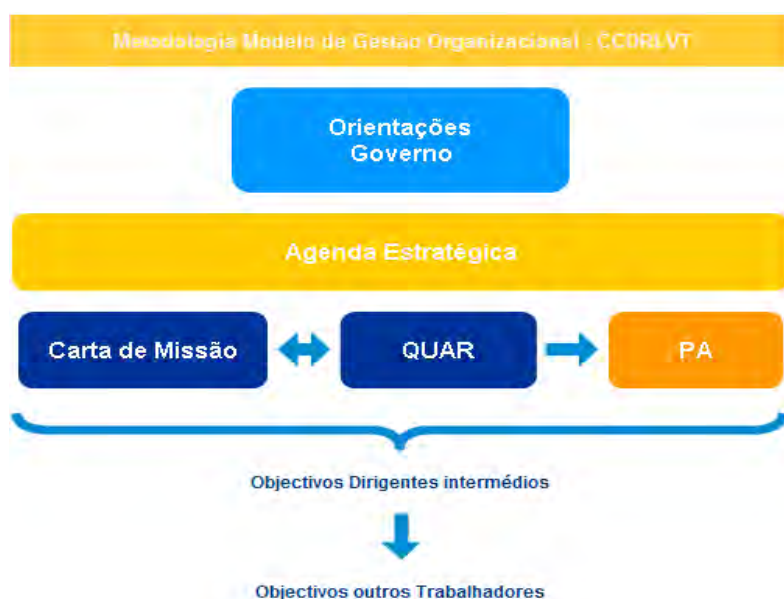 Metodologia Modelo de Gestão Organizacional - CCDRLVT
Orientações
Governo
Agenda Estratégica
Carta de Missão
QUAR
PA
Objectivos Dirigentes intermédios
Objectivos outros Trabalhadores